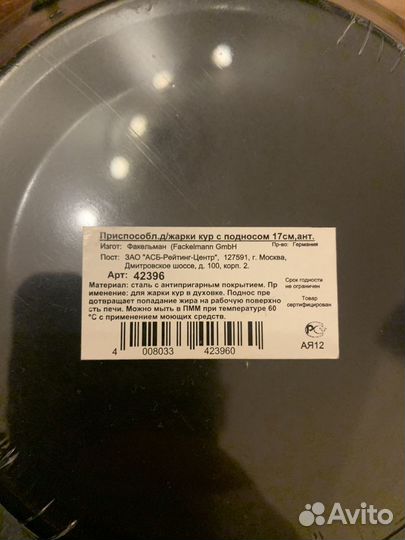 Приспособл.д/жарки кур с подносом 17см,ант.
Изгот: Факельман (Fackelmann GmbH Пр-во: Германия
Пост: ЗАО "АСБ-Рейтинг-Центр", 127591, г. Москва,
Дмитровское шоссе, д. 100, корп. 2.
Арт: 42396
Срок годности
не ограничен
Материал: сталь с антипригарным покрытием. Пр
именение: для жарки кур в духовке. Поднос пре
дотвращает попадание жира на рабочую поверхно
сть печи. Можно мыть в ПММ при температуре 60
°С с применением моющих средств.
Товар
сертифицирован
РС
АЯ12
4 008033 423960
Avito